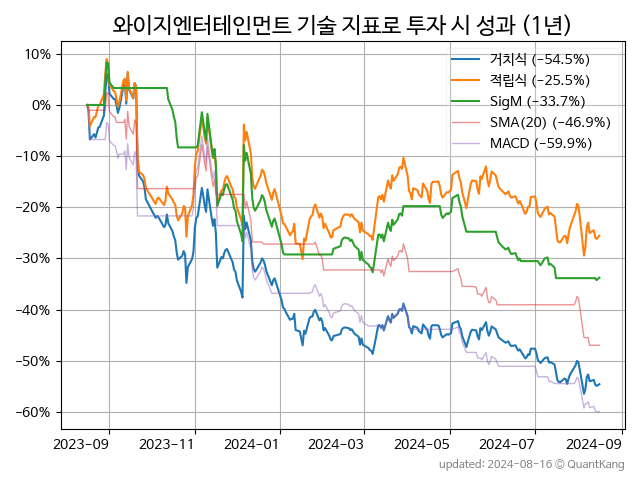 와이지엔터테인먼트 기술 지표로 투자 시 성과 (1년)
10%
0%
−10%
−20%
−30%
−40%
−50%
−60%
거치식 (−54.5%)
적립식 (−25.5%)
SigM (−33.7%)
SMA(20) (−46.9%)
MACD (−59.9%)
2023−09
2023−11
2024−01
2024−03
2024−05
2024−07
2024−09
updated: 2024−08−16 © QuantKang